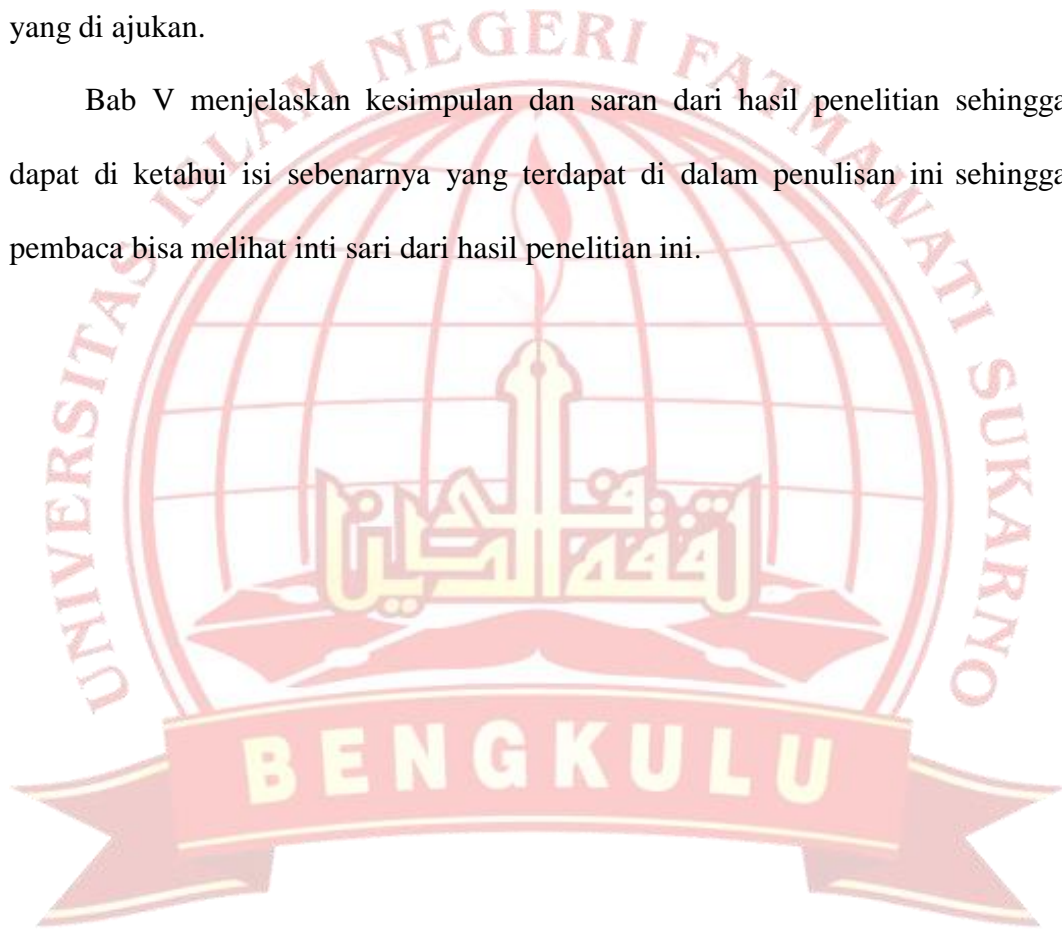 yang di ajukan.
Bab V menjelaskan kesimpulan dan saran dari hasil penelitian sehingga
dapat di ketahui isi sebenarnya yang terdapat di dalam penulisan ini sehingga
pembaca bisa melihat inti sari dari hasil penelitian ini.
UNIVERSITAS ISLAM NEGERI FATMAWATI SUKARNO
BENGKULU